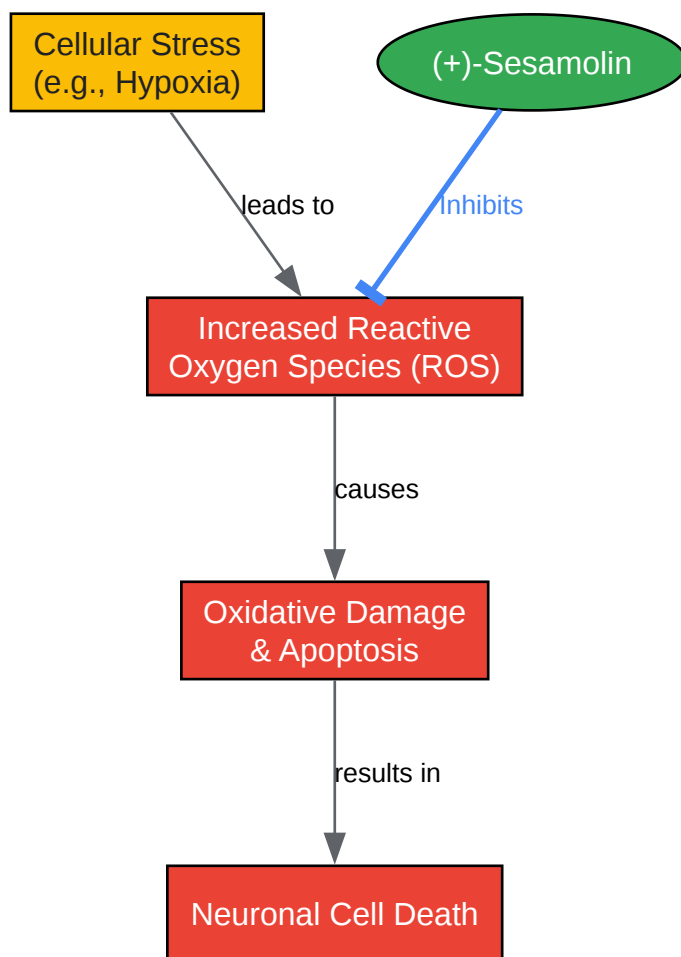 Cellular Stress
(e.g., Hypoxia)
(+)-Sesamolin
leads to
Inhibits
Increased Reactive
Oxygen Species (ROS)
causes
Oxidative Damage
& Apoptosis
results in
Neuronal Cell Death